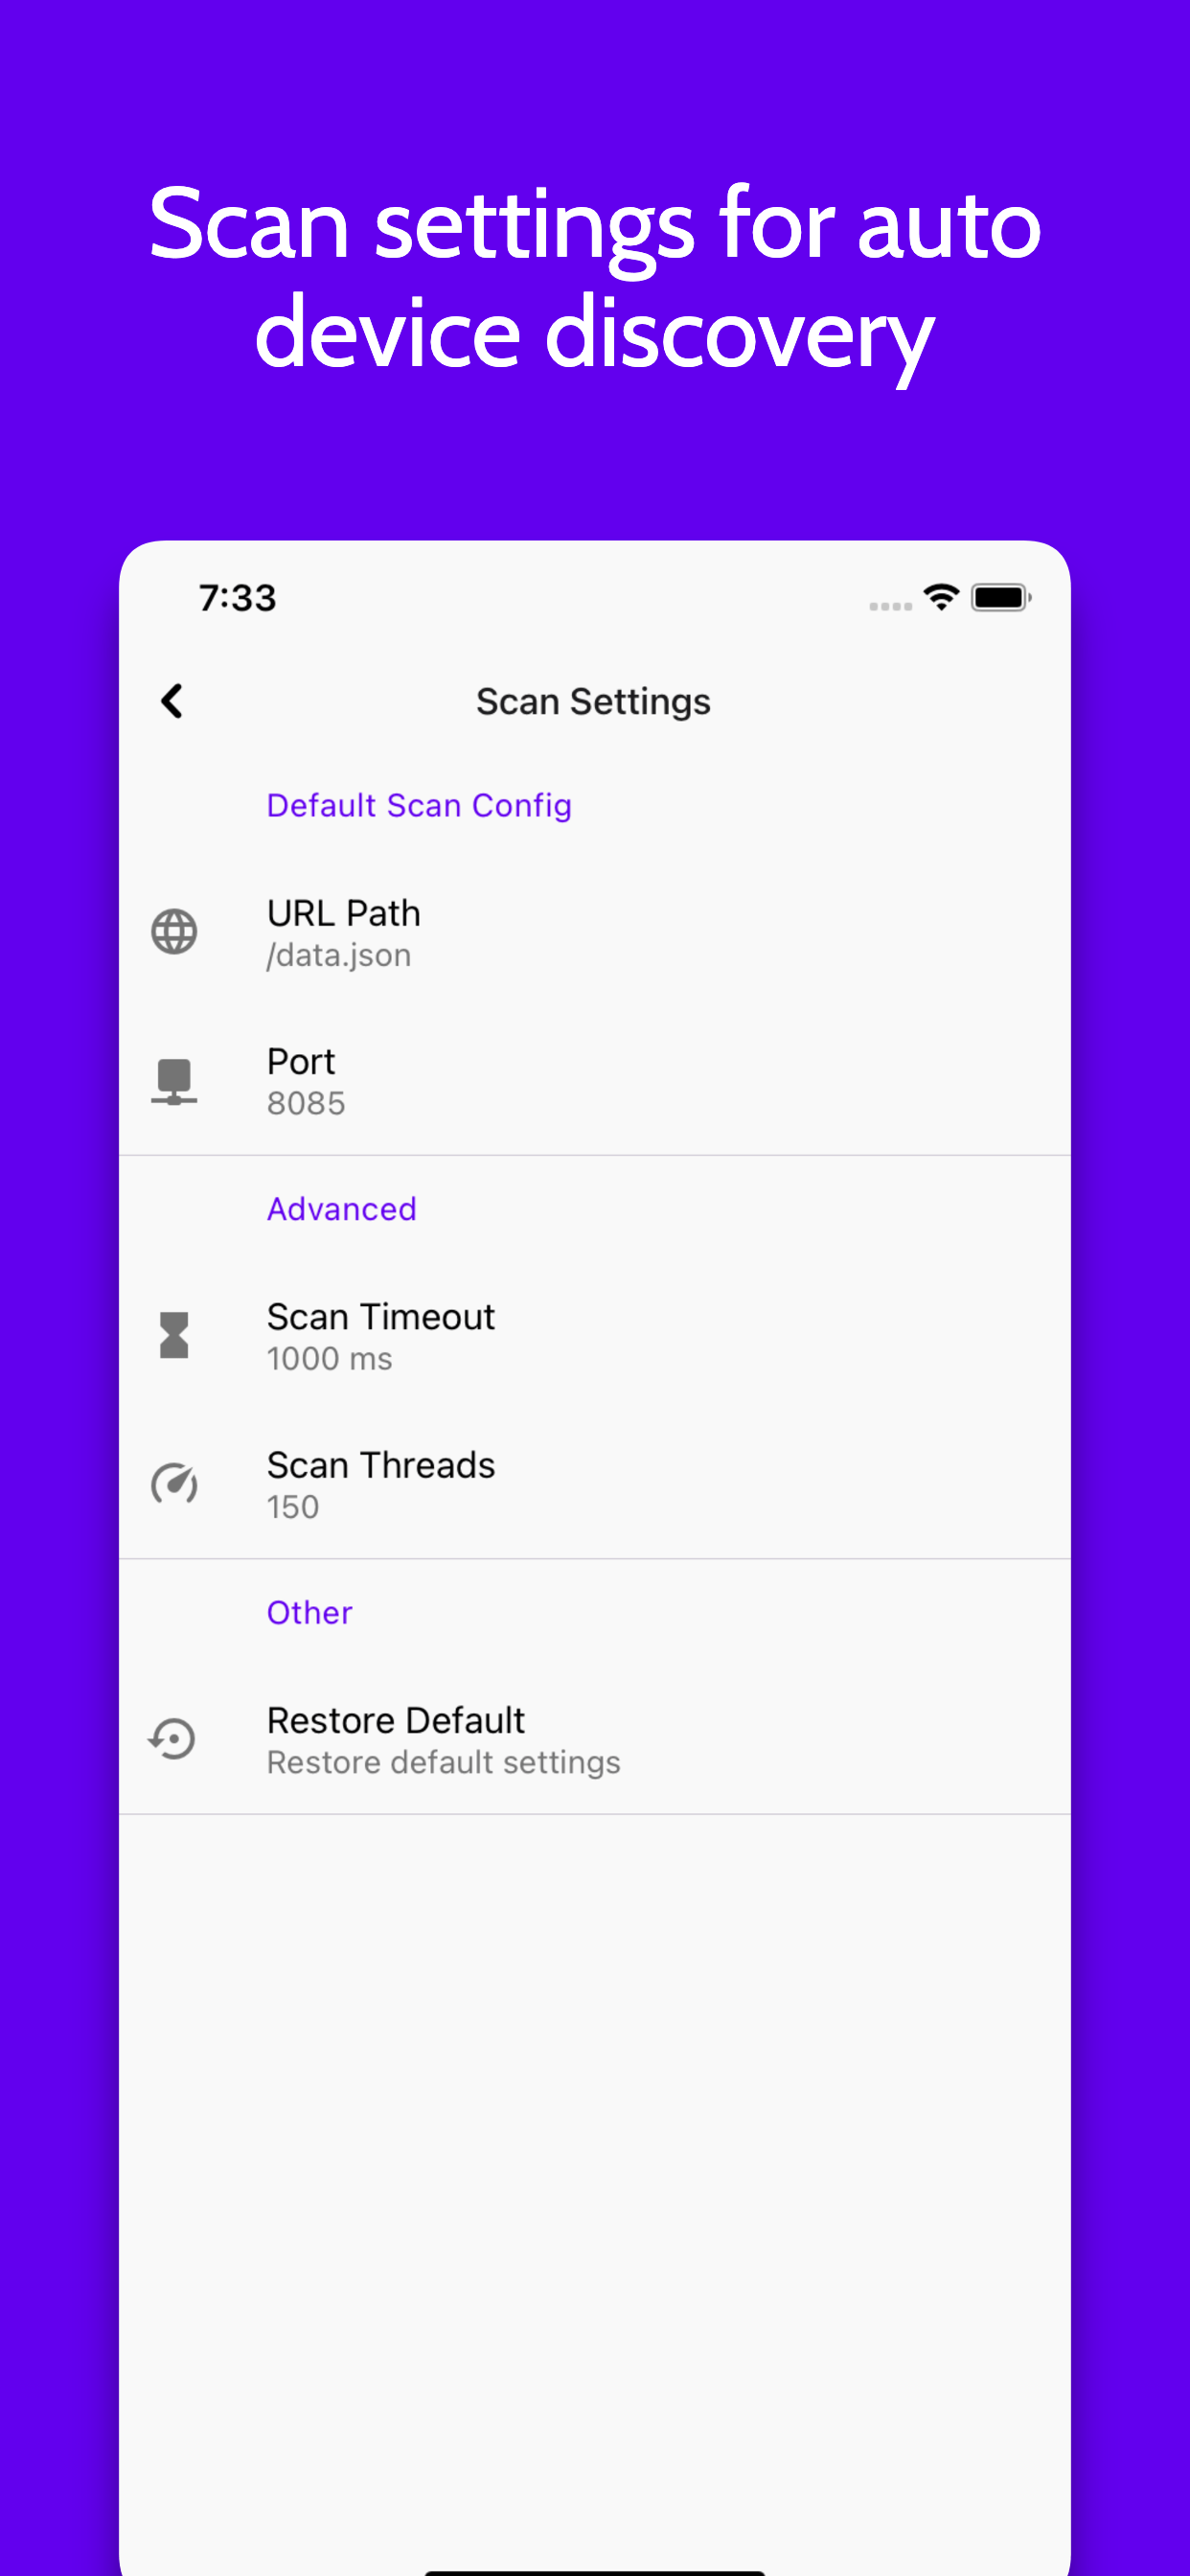 Scan settings for auto
device discovery
7:33
Scan Settings
Default Scan Config
URL Path
/data.json
Port
8085
Advanced
Scan Timeout
1000 ms
Scan Threads
150
Other
Restore Default
Restore default settings